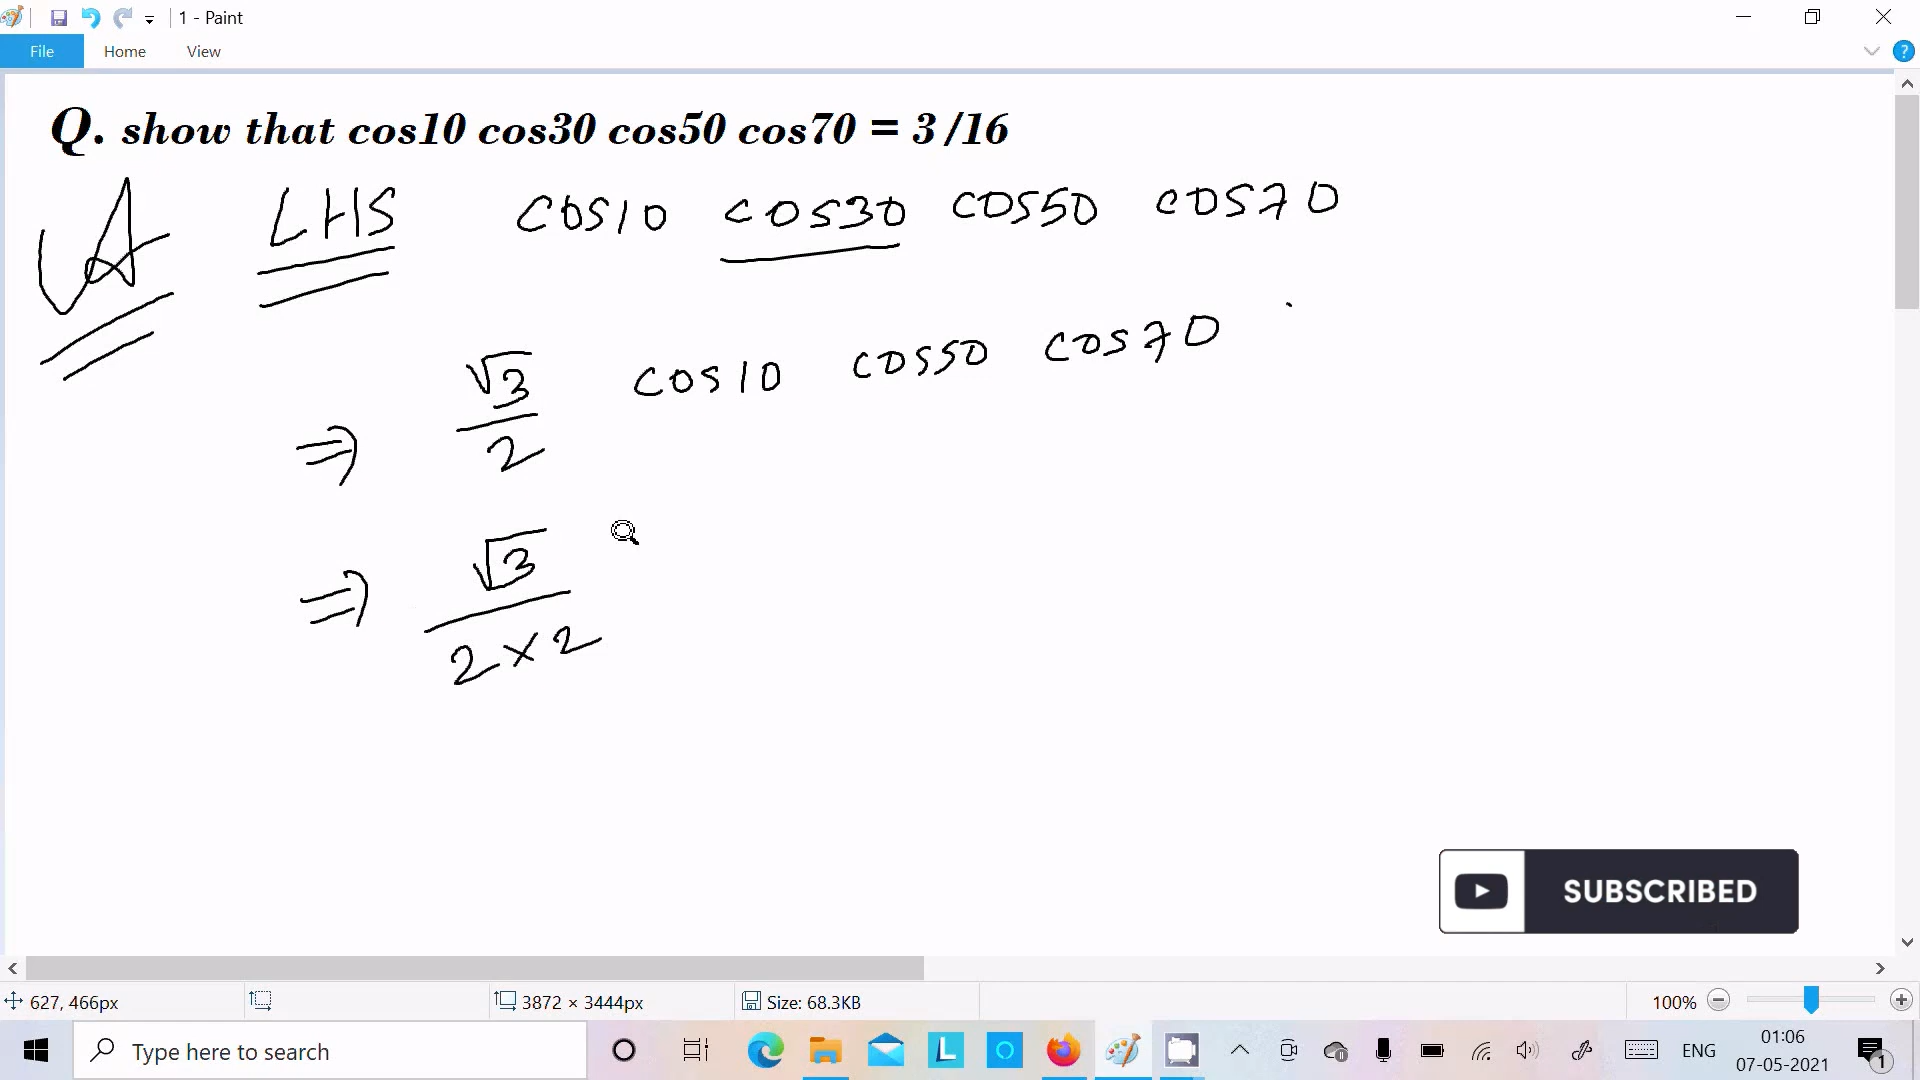 1 - Paint
File Home View
Q. show that cos10 cos30 cos50 cos70 = 3/16
LHS cos10 cos30 cos50 cos70
⇒ √3/2 cos10 cos50 cos70
⇒ √3/2×2
SUBSCRIBED
627, 466px 3872 × 3444px Size: 68.3KB 100%
Type here to search
ENG
01:06
07-05-2021
1